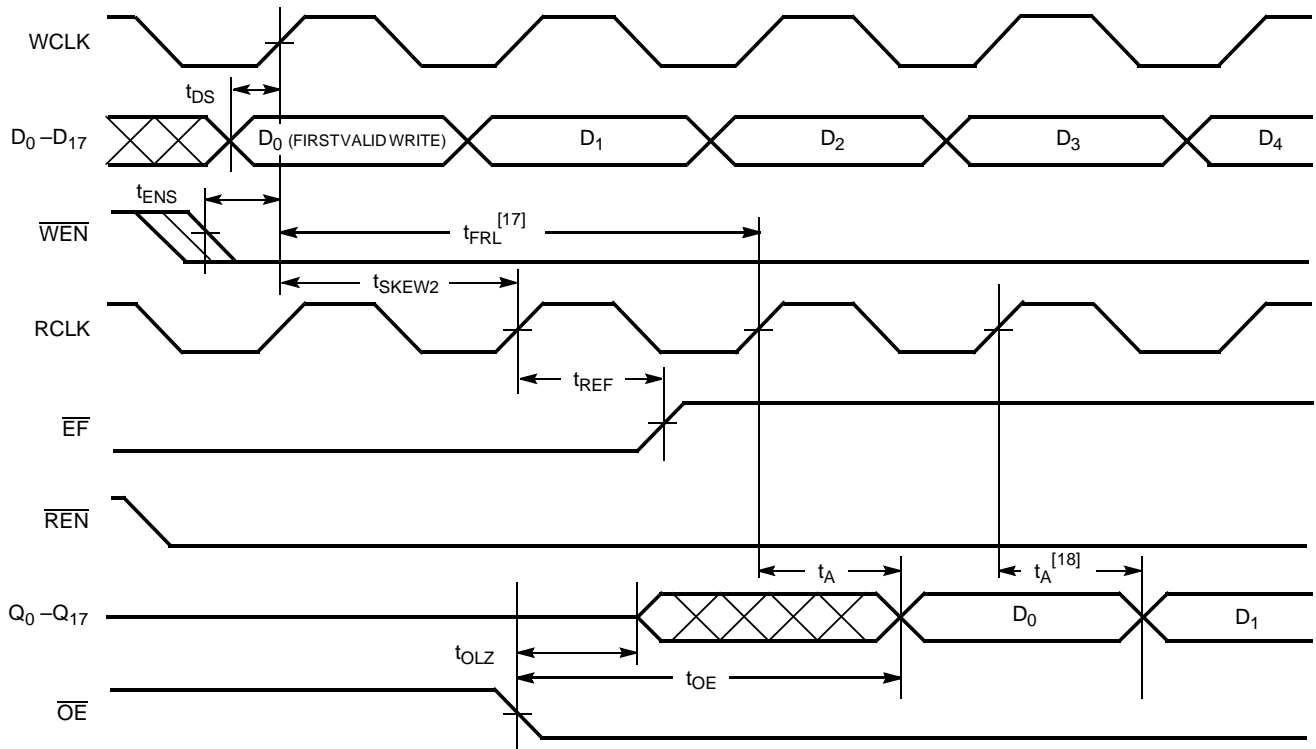 WCLK
tDS
D0 –D17
D0 (FIRST VALID WRITE)
D1
D2
D3
D4
tENS
WEN
tFRL[17]
tSKEW2
RCLK
tREF
EF
REN
tA
tA[18]
Q0 –Q17
D0
D1
tOLZ
tOE
OE